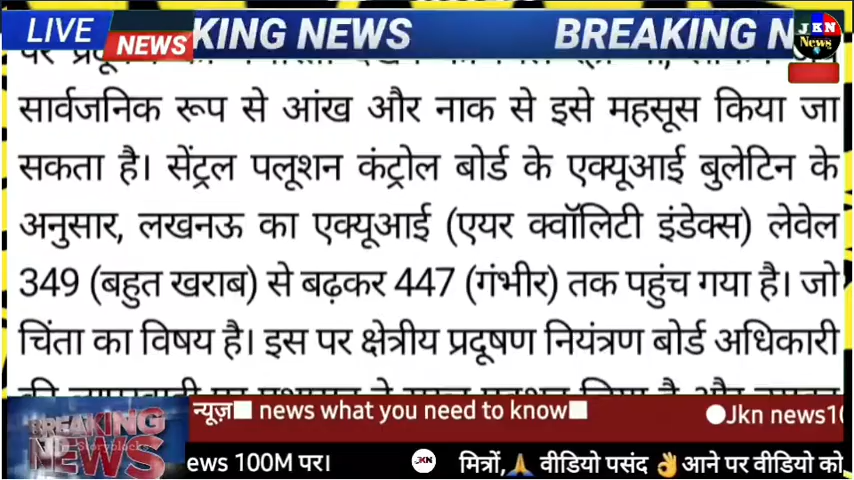 LIVE
NEWS
KING NEWS
BREAKING N
JKN
News
सार्वजनिक रूप से आंख और नाक से इसे महसूस किया जा
सकता है। सेंट्रल पलूशन कंट्रोल बोर्ड के एक्यूआई बुलेटिन के
अनुसार, लखनऊ का एक्यूआई (एयर क्वॉलिटी इंडेक्स) लेवेल
349 (बहुत खराब) से बढ़कर 447 (गंभीर) तक पहुंच गया है। जो
चिंता का विषय है। इस पर क्षेत्रीय प्रदूषण नियंत्रण बोर्ड अधिकारी
BREAKING
NEWS
न्यूज़■ news what you need to know■
●Jkn news10
ews 100M पर।
JKN
मित्रों,🙏 वीडियो पसंद 👌आने पर वीडियो को